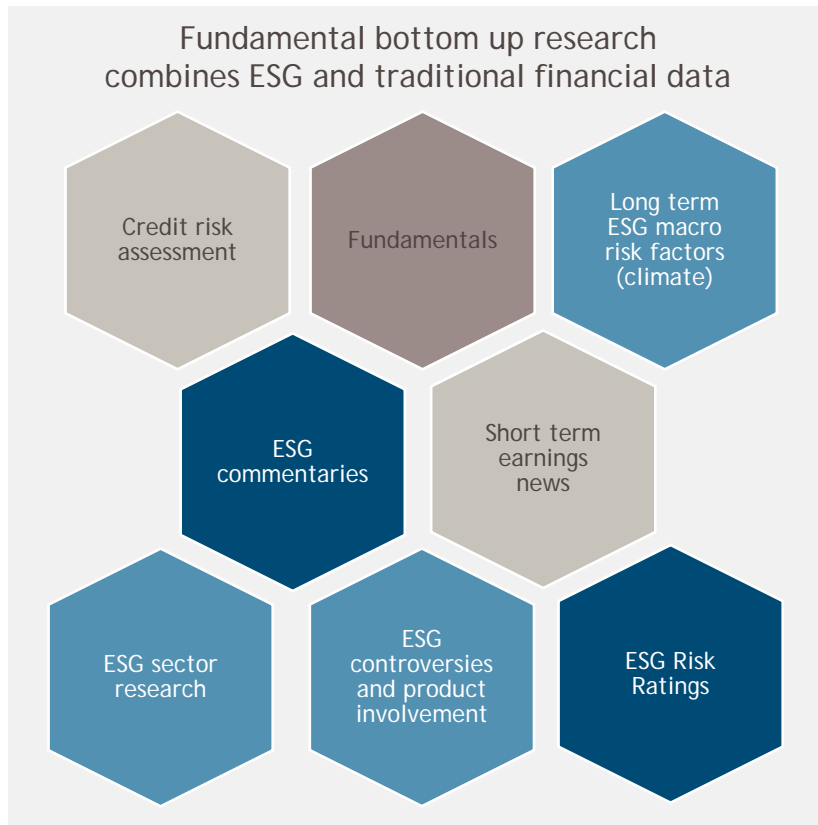 Fundamental bottom up research
combines ESG and traditional financial data
Credit risk
assessment
Fundamentals
Long term
ESG macro
risk factors
(climate)
ESG
commentaries
Short term
earnings
news
ESG sector
research
ESG
controversies
and product
involvement
ESG Risk
Ratings